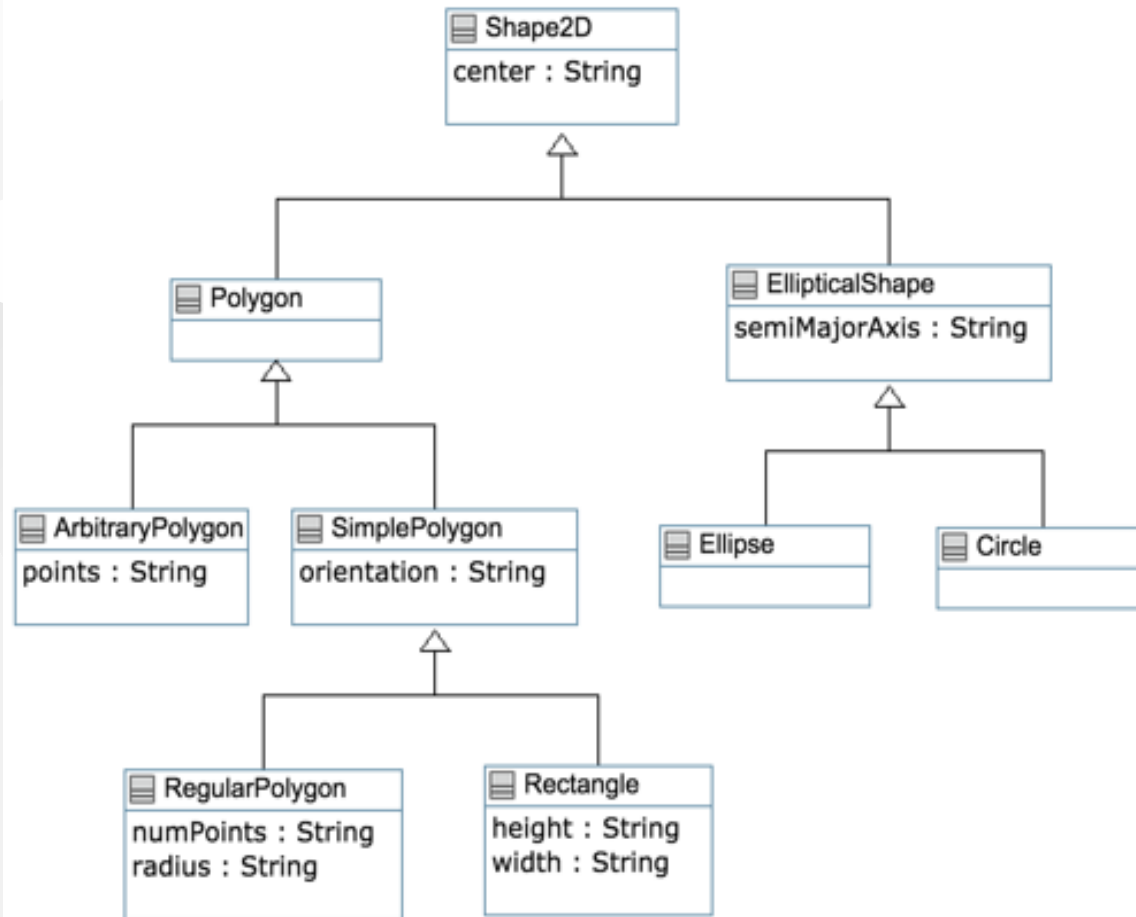 Shape2D
center : String
Polygon
EllipticalShape
semiMajorAxis : String
ArbitraryPolygon
points : String
SimplePolygon
orientation : String
Ellipse
Circle
RegularPolygon
numPoints : String
radius : String
Rectangle
height : String
width : String